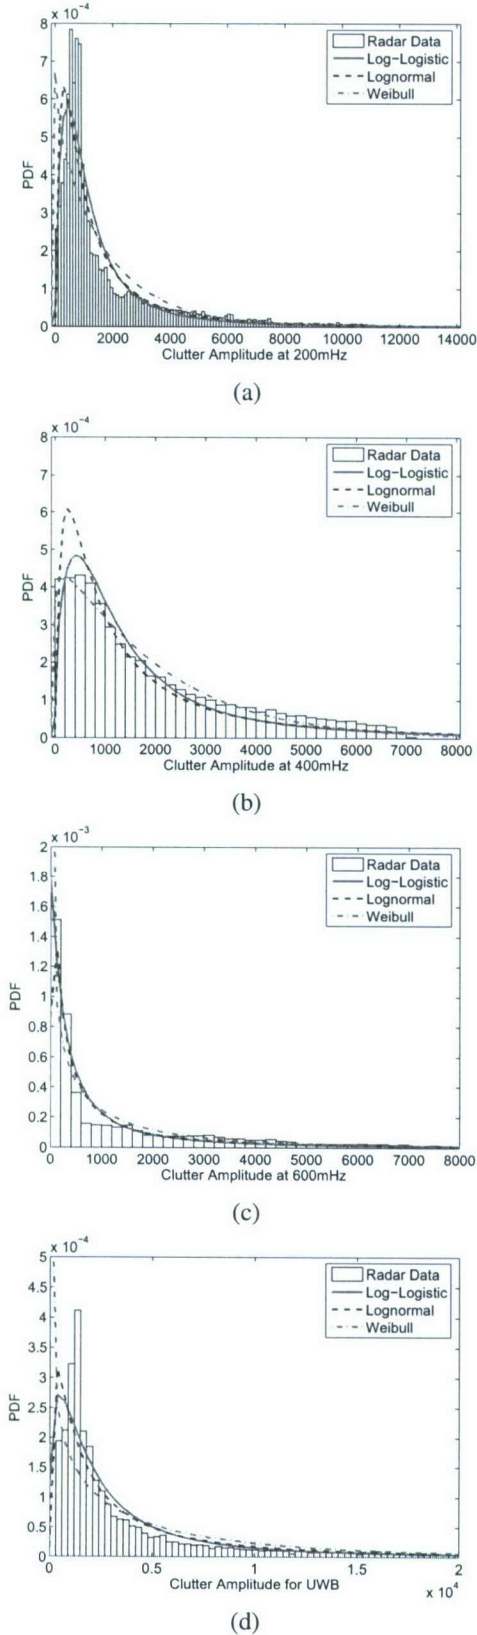 x 10⁻⁴
8
7
6
5
4
3
2
1
0
PDF
Radar Data
Log-Logistic
Lognormal
Weibull
0 2000 4000 6000 8000 10000 12000 14000
Clutter Amplitude at 200mHz
(a)
x 10⁻⁴
8
7
6
5
4
3
2
1
0
PDF
Radar Data
Log-Logistic
Lognormal
Weibull
0 1000 2000 3000 4000 5000 6000 7000 8000
Clutter Amplitude at 400mHz
(b)
x 10⁻³
2
1.8
1.6
1.4
1.2
1
0.8
0.6
0.4
0.2
0
PDF
Radar Data
Log-Logistic
Lognormal
Weibull
0 1000 2000 3000 4000 5000 6000 7000 8000
Clutter Amplitude at 600mHz
(c)
x 10⁻⁴
5
4.5
4
3.5
3
2.5
2
1.5
1
0.5
0
PDF
Radar Data
Log-Logistic
Lognormal
Weibull
0 0.5 1 1.5 2
Clutter Amplitude for UWB
x 10⁴
(d)